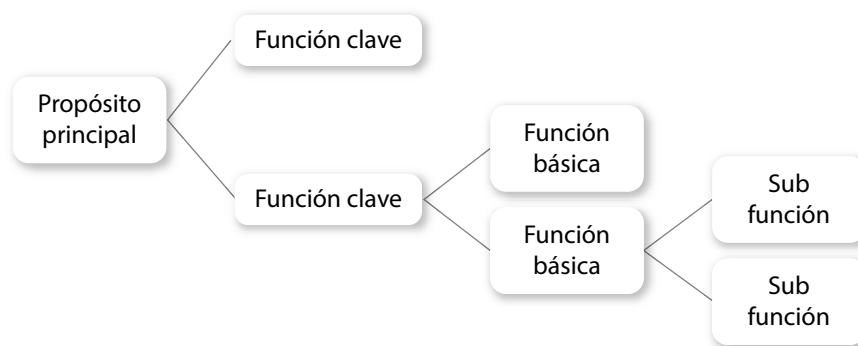 Función clave
Propósito
principal
Función clave
Función
básica
Función
básica
Sub
función
Sub
función